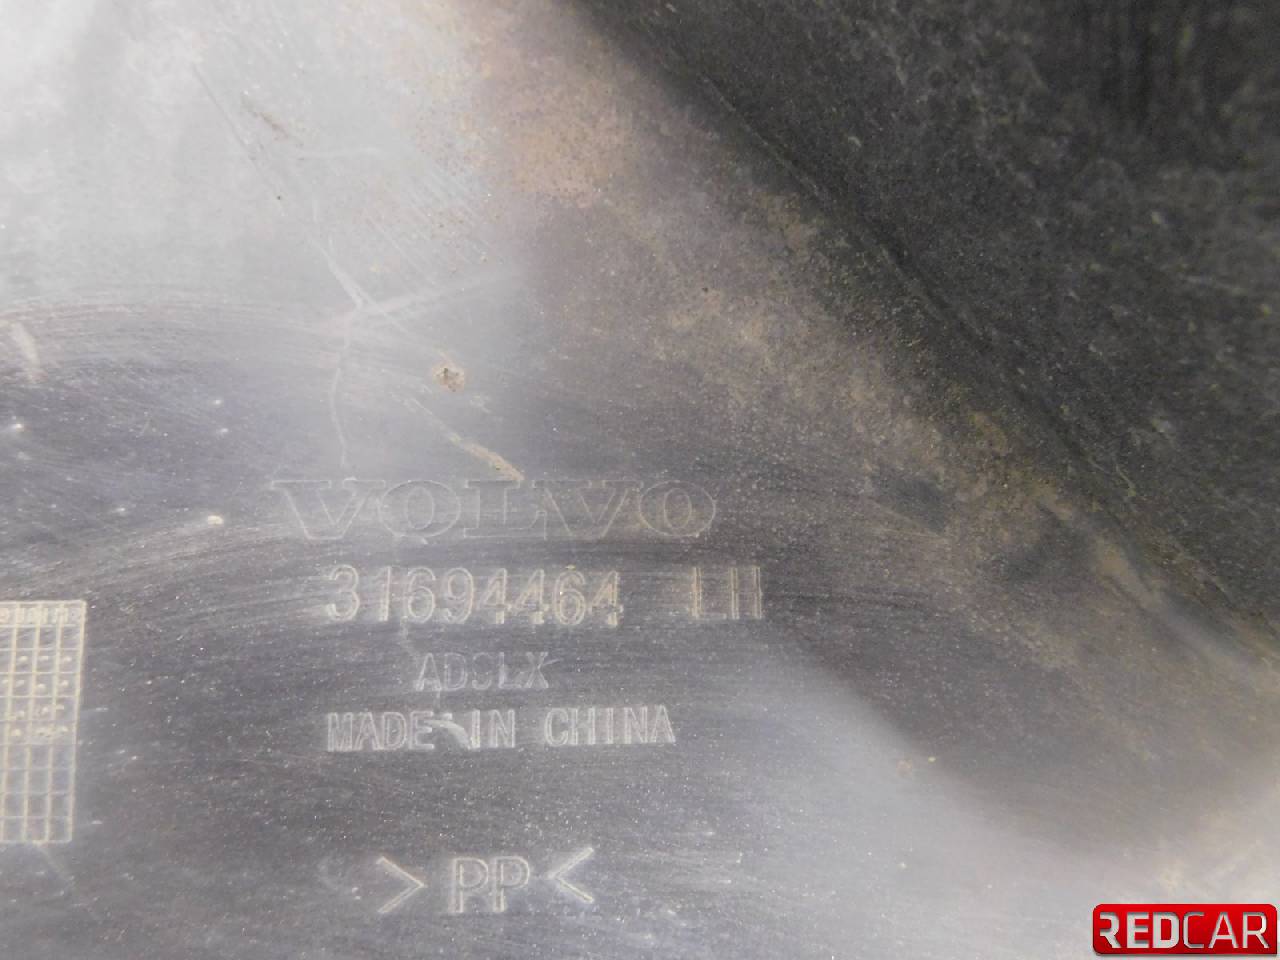 VOLVO
31694464 LH
ADSLX
MADE IN CHINA
>PP<
REDCAR